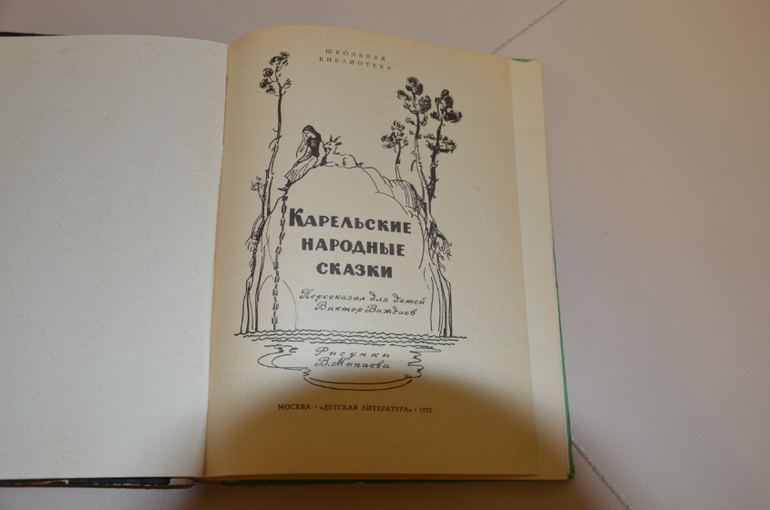 ШКОЛЬНАЯ
БИБЛИОТЕКА
КАРЕЛЬСКИЕ
НАРОДНЫЕ
СКАЗКИ
Пересказал для детей
Виктор Важдаев
Рисунки
В. Минаева
МОСКВА · «ДЕТСКАЯ ЛИТЕРАТУРА» · 1972